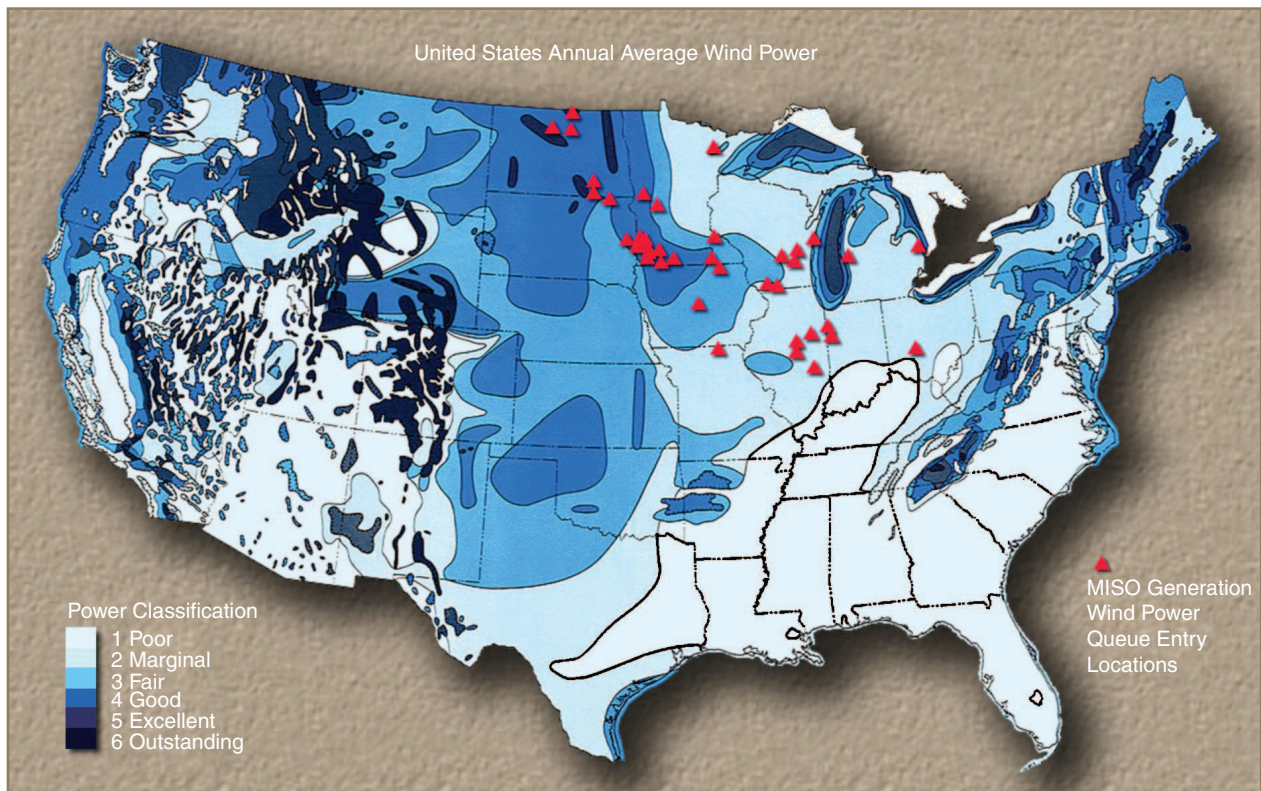 United States Annual Average Wind Power
Power Classification
1 Poor
2 Marginal
3 Fair
4 Good
5 Excellent
6 Outstanding
MISO Generation
Wind Power
Queue Entry
Locations